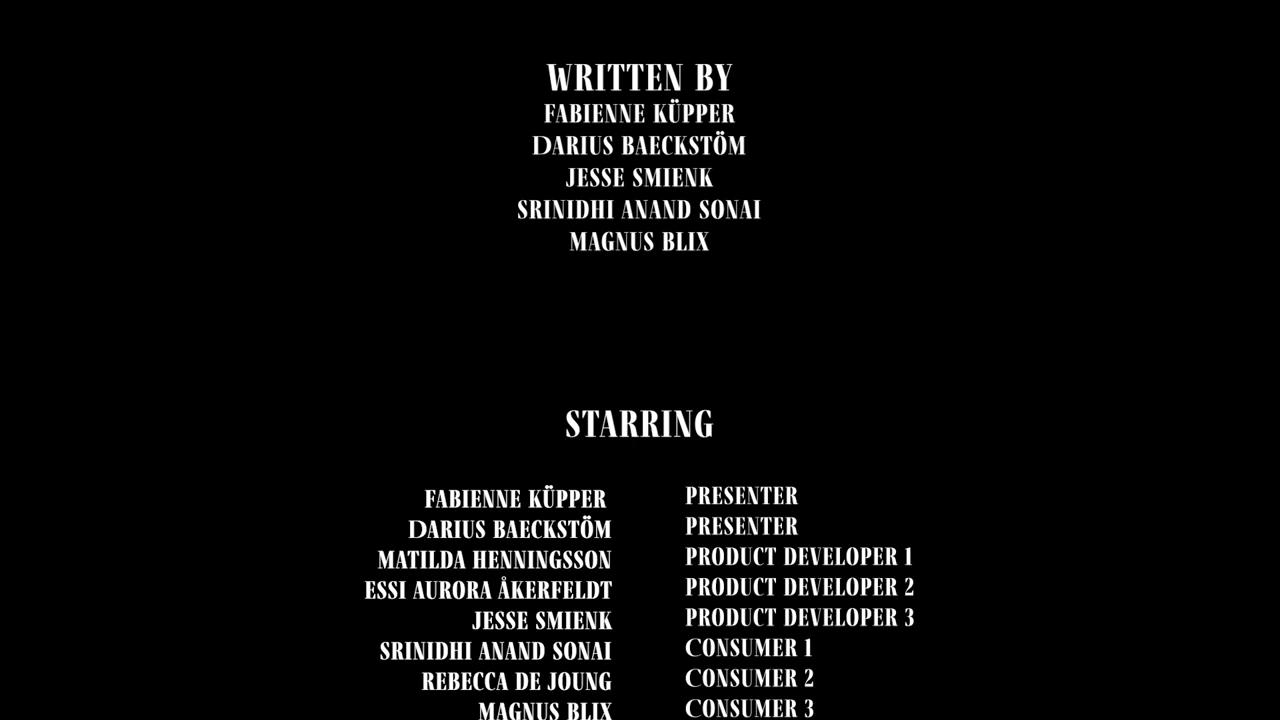 WRITTEN BY
FABIENNE KÜPPER
DARIUS BAECKSTÖM
JESSE SMIENK
SRINIDHI ANAND SONAI
MAGNUS BLIX
STARRING
FABIENNE KÜPPER PRESENTER
DARIUS BAECKSTÖM PRESENTER
MATILDA HENNINGSSON PRODUCT DEVELOPER 1
ESSI AURORA ÅKERFELDT PRODUCT DEVELOPER 2
JESSE SMIENK PRODUCT DEVELOPER 3
SRINIDHI ANAND SONAI CONSUMER 1
REBECCA DE JOUNG CONSUMER 2
MAGNUS BLIX CONSUMER 3